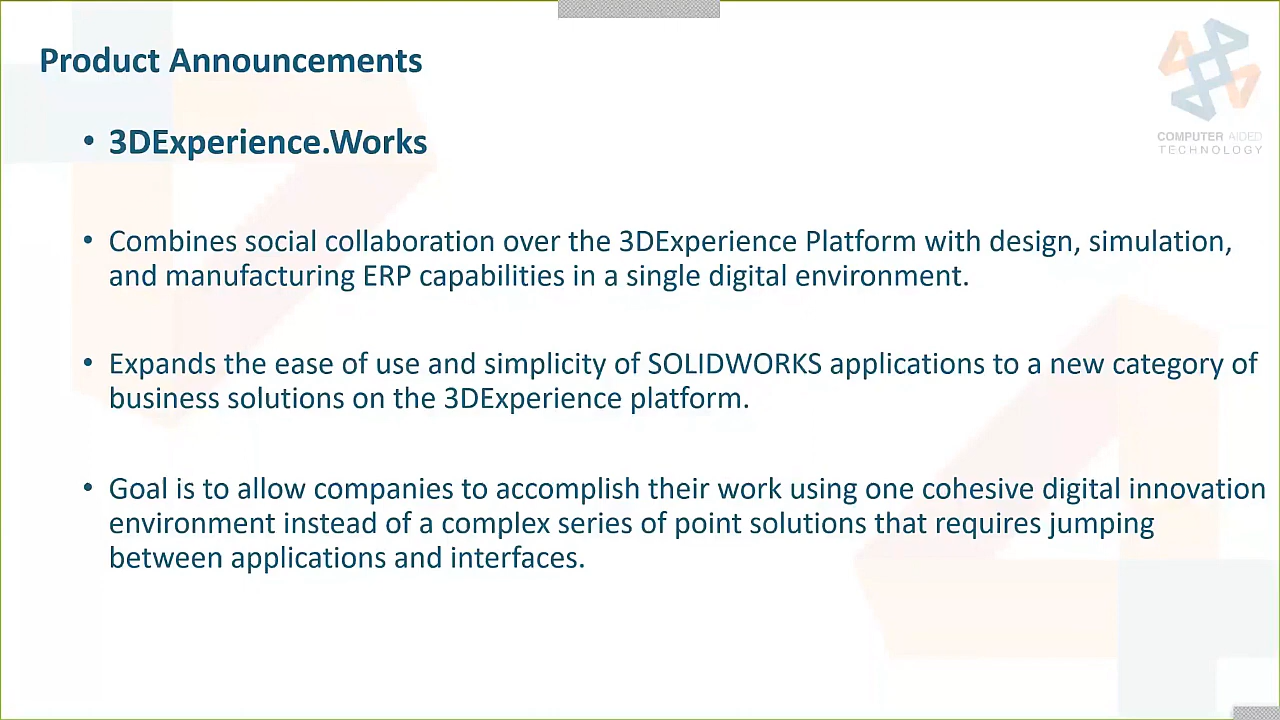 Product Announcements
COMPUTER AIDED
TECHNOLOGY
• 3DExperience.Works
• Combines social collaboration over the 3DExperience Platform with design, simulation,
and manufacturing ERP capabilities in a single digital environment.
• Expands the ease of use and simplicity of SOLIDWORKS applications to a new category of
business solutions on the 3DExperience platform.
• Goal is to allow companies to accomplish their work using one cohesive digital innovation
environment instead of a complex series of point solutions that requires jumping
between applications and interfaces.